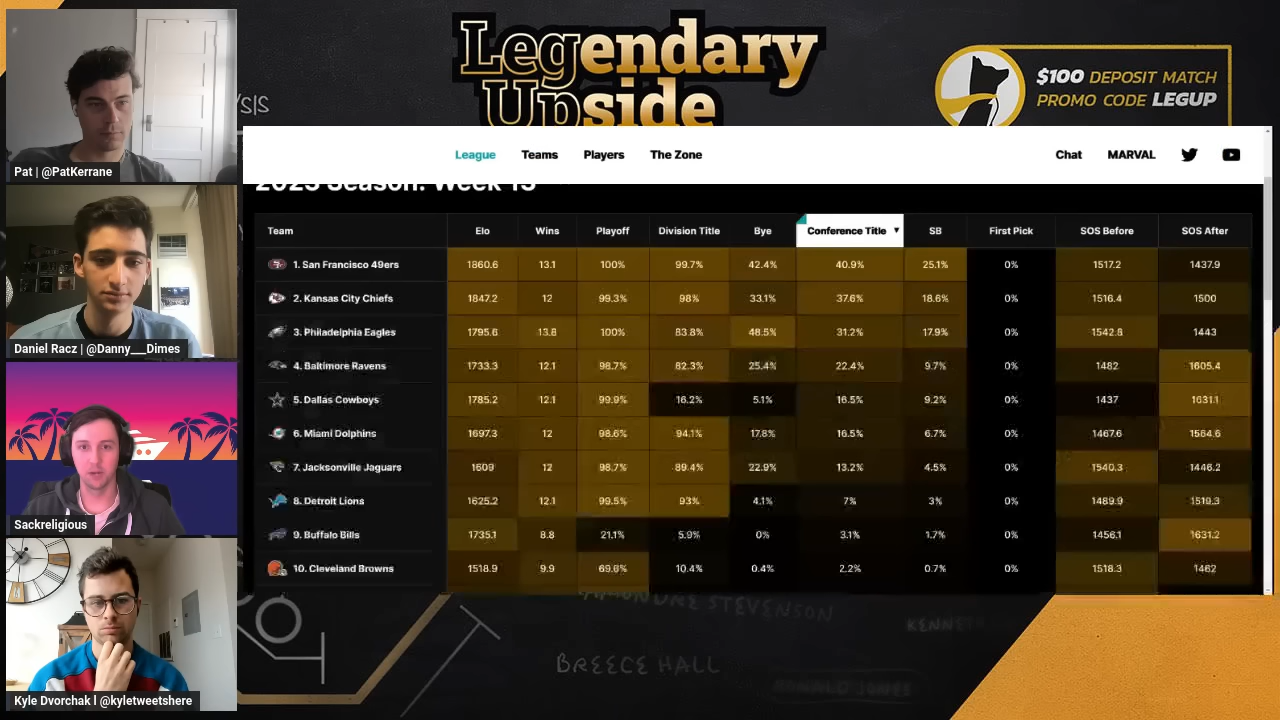 Legendary
Upside
$100 DEPOSIT MATCH
PROMO CODE LEGUP
YSIS
Pat | @PatKerrane
Daniel Racz | @Danny___Dimes
Sackreligious
Kyle Dvorchak l @kyletweetshere
League Teams Players The Zone Chat MARVAL
2023 Season: Week 13
Team Elo Wins Playoff Division Title Bye Conference Title ▼ SB First Pick SOS Before SOS After
1. San Francisco 49ers 1860.6 13.1 100% 99.7% 42.4% 40.9% 25.1% 0% 1517.2 1437.9
2. Kansas City Chiefs 1847.2 12 99.3% 98% 33.1% 37.6% 18.6% 0% 1516.4 1500
3. Philadelphia Eagles 1795.6 13.8 100% 83.8% 48.5% 31.2% 17.9% 0% 1542.8 1443
4. Baltimore Ravens 1733.3 12.1 98.7% 82.3% 25.4% 22.4% 9.7% 0% 1482 1605.4
5. Dallas Cowboys 1785.2 12.1 99.9% 16.2% 5.1% 16.5% 9.2% 0% 1437 1631.1
6. Miami Dolphins 1697.3 12 98.6% 94.1% 17.8% 16.5% 6.7% 0% 1467.6 1564.6
7. Jacksonville Jaguars 1609 12 98.7% 89.4% 22.9% 13.2% 4.5% 0% 1540.3 1446.2
8. Detroit Lions 1625.2 12.1 99.5% 93% 4.1% 7% 3% 0% 1489.9 1519.3
9. Buffalo Bills 1735.1 8.8 21.1% 5.9% 0% 3.1% 1.7% 0% 1456.1 1631.2
10. Cleveland Browns 1518.9 9.9 69.8% 10.4% 0.4% 2.2% 0.7% 0% 1518.3 1462
STEVENSON
KENNETH
BREECE HALL
RONALD JONES